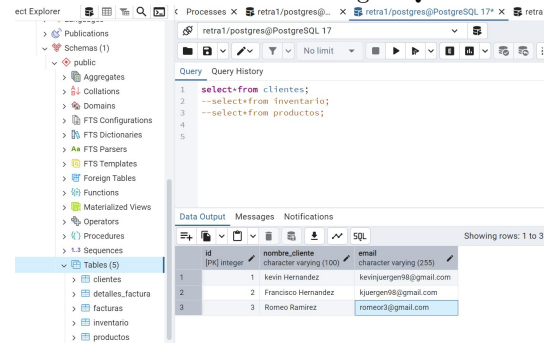 ect Explorer
Processes
retra1/postgres@...
retra1/postgres@PostgreSQL 17*
retra
retra1/postgres@PostgreSQL 17
No limit
Query
Query History
1 select*from clientes;
2 --select*from inventario;
3 --select*from productos;
4
5
Publications
Schemas (1)
public
Aggregates
Collations
Domains
FTS Configurations
FTS Dictionaries
FTS Parsers
FTS Templates
Foreign Tables
Functions
Materialized Views
Operators
Procedures
Sequences
Tables (5)
clientes
detalles_factura
facturas
inventario
productos
Data Output
Messages
Notifications
SQL
Showing rows: 1 to 3
id
[PK] integer
nombre_cliente
character varying (100)
email
character varying (255)
1 1 kevin Hernandez kevinjuergen98@gmail.com
2 2 Francisco Hernandez kjuergen98@gmail.com
3 3 Romeo Ramirez romeor3@gmail.com